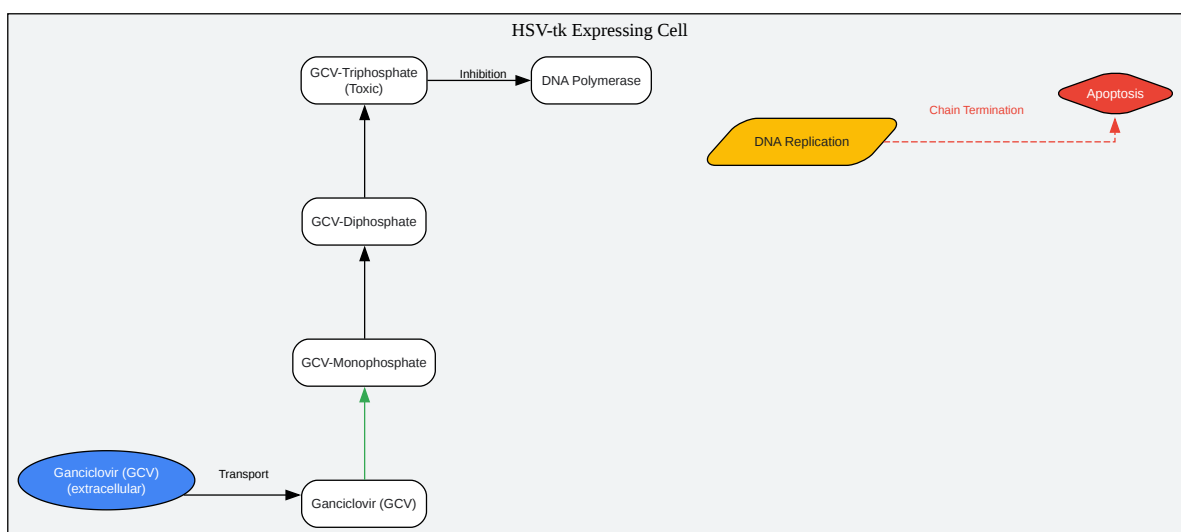 HSV-tk Expressing Cell
GCV-Triphosphate
(Toxic)
Inhibition
DNA Polymerase
Apoptosis
Chain Termination
DNA Replication
GCV-Diphosphate
GCV-Monophosphate
Ganciclovir (GCV)
(extracellular)
Transport
Ganciclovir (GCV)